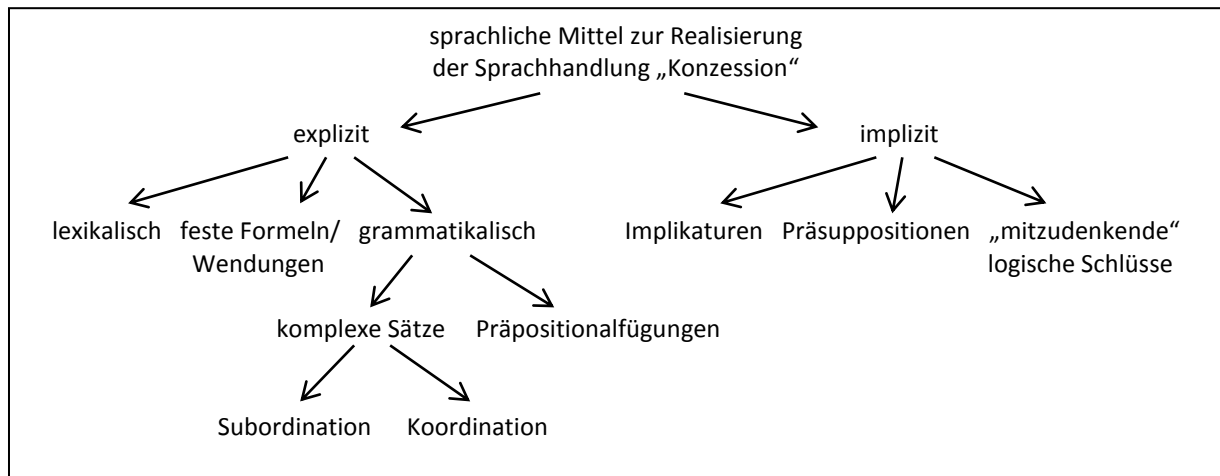 sprachliche Mittel zur Realisierung
der Sprachhandlung „Konzession“
explizit
implizit
lexikalisch
feste Formeln/
Wendungen
grammatikalisch
Implikaturen
Präsuppositionen
„mitzudenkende“
logische Schlüsse
komplexe Sätze
Präpositionalfügungen
Subordination
Koordination